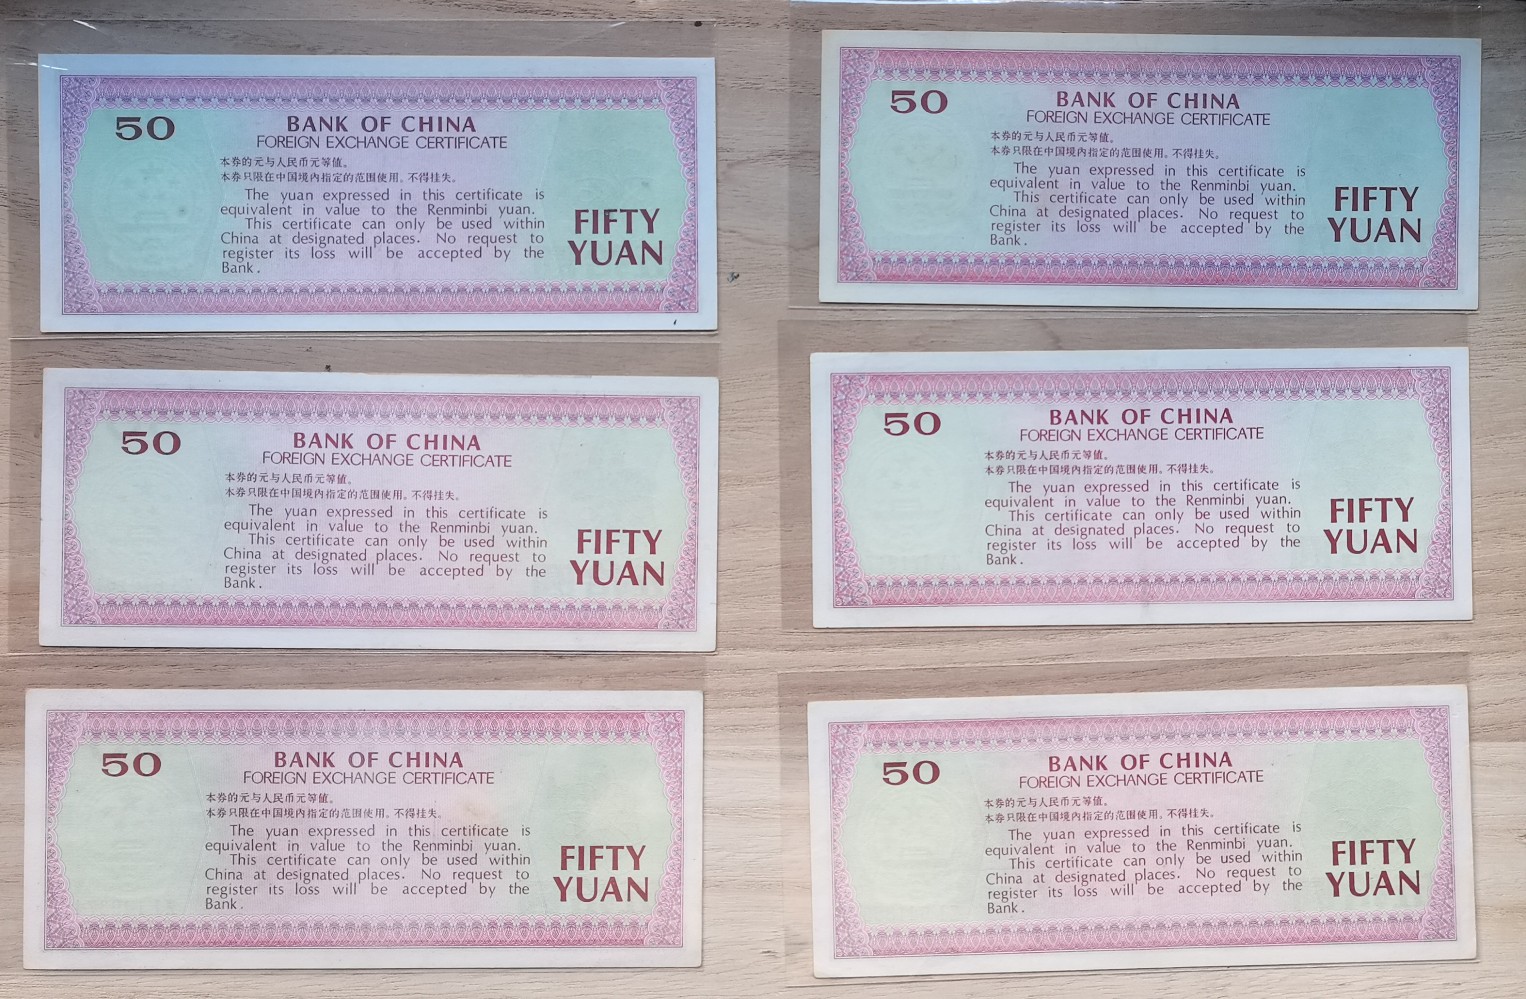 50
BANK OF CHINA
FOREIGN EXCHANGE CERTIFICATE
本券的元与人民币元等值。
本券只限在中国境内指定的范围使用。不得挂失。
The yuan expressed in this certificate is
equivalent in value to the Renminbi yuan.
This certificate can only be used within
China at designated places. No request to
register its loss will be accepted by the
Bank.
FIFTY
YUAN
50
BANK OF CHINA
FOREIGN EXCHANGE CERTIFICATE
本券的元与人民币元等值。
本券只限在中国境内指定的范围使用。不得挂失。
The yuan expressed in this certificate is
equivalent in value to the Renminbi yuan.
This certificate can only be used within
China at designated places. No request to
register its loss will be accepted by the
Bank.
FIFTY
YUAN
50
BANK OF CHINA
FOREIGN EXCHANGE CERTIFICATE
本券的元与人民币元等值。
本券只限在中国境内指定的范围使用。不得挂失。
The yuan expressed in this certificate is
equivalent in value to the Renminbi yuan.
This certificate can only be used within
China at designated places. No request to
register its loss will be accepted by the
Bank.
FIFTY
YUAN
50
BANK OF CHINA
FOREIGN EXCHANGE CERTIFICATE
本券的元与人民币元等值。
本券只限在中国境内指定的范围使用。不得挂失。
The yuan expressed in this certificate is
equivalent in value to the Renminbi yuan.
This certificate can only be used within
China at designated places. No request to
register its loss will be accepted by the
Bank.
FIFTY
YUAN
50
BANK OF CHINA
FOREIGN EXCHANGE CERTIFICATE
本券的元与人民币元等值。
本券只限在中国境内指定的范围使用。不得挂失。
The yuan expressed in this certificate is
equivalent in value to the Renminbi yuan.
This certificate can only be used within
China at designated places. No request to
register its loss will be accepted by the
Bank.
FIFTY
YUAN
50
BANK OF CHINA
FOREIGN EXCHANGE CERTIFICATE
本券的元与人民币元等值。
本券只限在中国境内指定的范围使用。不得挂失。
The yuan expressed in this certificate is
equivalent in value to the Renminbi yuan.
This certificate can only be used within
China at designated places. No request to
register its loss will be accepted by the
Bank.
FIFTY
YUAN